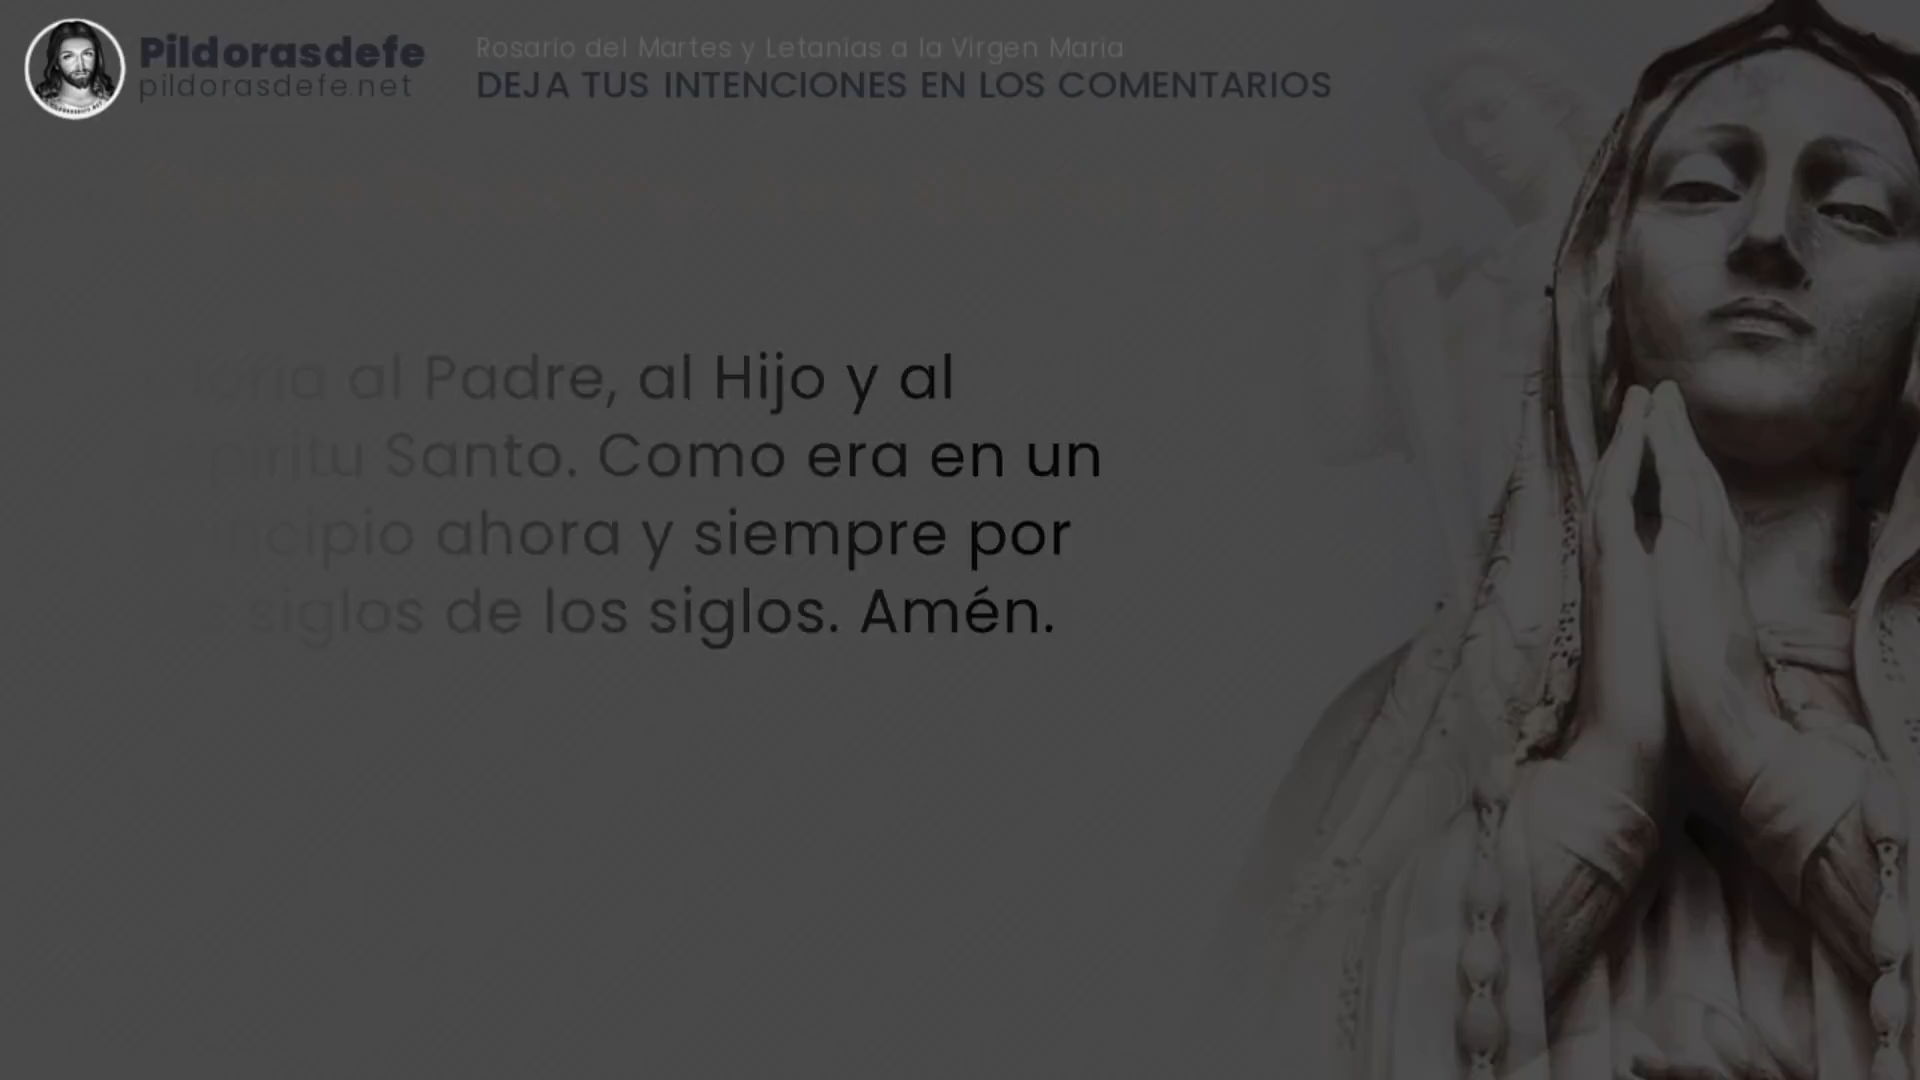 Pildorasdefe
pildorasdefe.net
Rosario del Martes y Letanías a la Virgen Maria
DEJA TUS INTENCIONES EN LOS COMENTARIOS
al Padre, al Hijo y al
Santo. Como era en un
ahora y siempre por
siglos de los siglos. Amén.